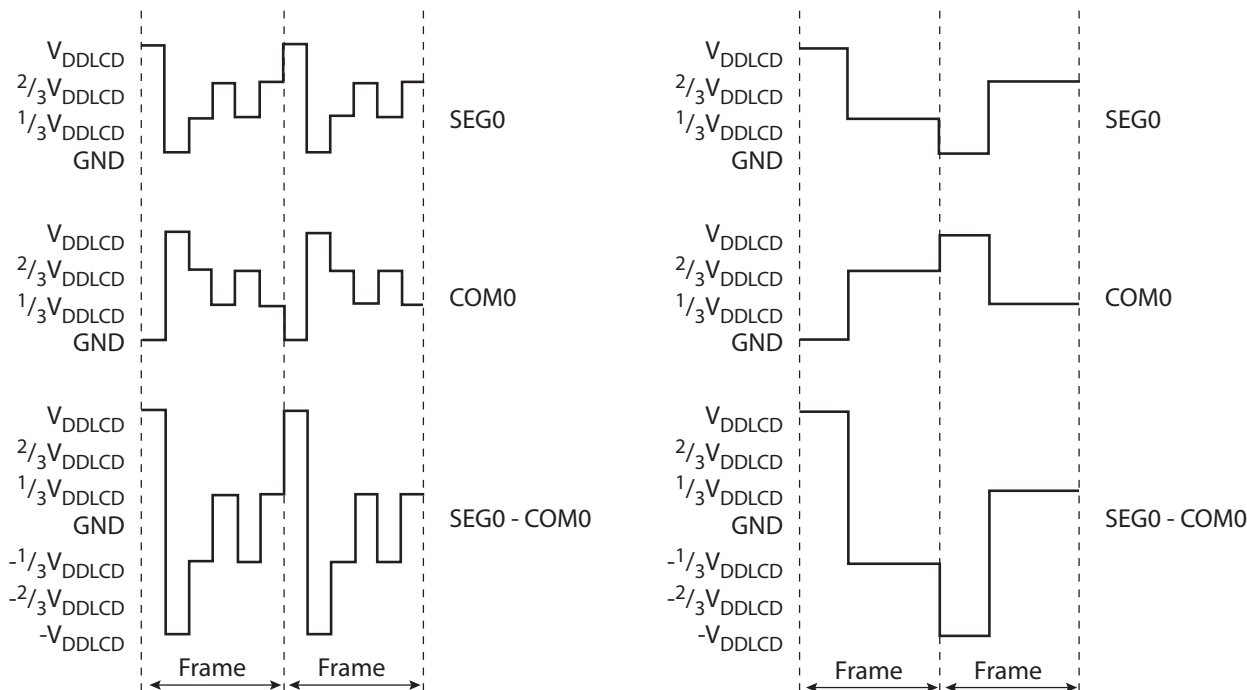 V_DDLCD
2/3V_DDLCD
1/3V_DDLCD
GND
SEG0
V_DDLCD
2/3V_DDLCD
1/3V_DDLCD
GND
COM0
V_DDLCD
2/3V_DDLCD
1/3V_DDLCD
GND
-1/3V_DDLCD
-2/3V_DDLCD
-V_DDLCD
SEG0 - COM0
Frame Frame
V_DDLCD
2/3V_DDLCD
1/3V_DDLCD
GND
SEG0
V_DDLCD
2/3V_DDLCD
1/3V_DDLCD
GND
COM0
V_DDLCD
2/3V_DDLCD
1/3V_DDLCD
GND
-1/3V_DDLCD
-2/3V_DDLCD
-V_DDLCD
SEG0 - COM0
Frame Frame